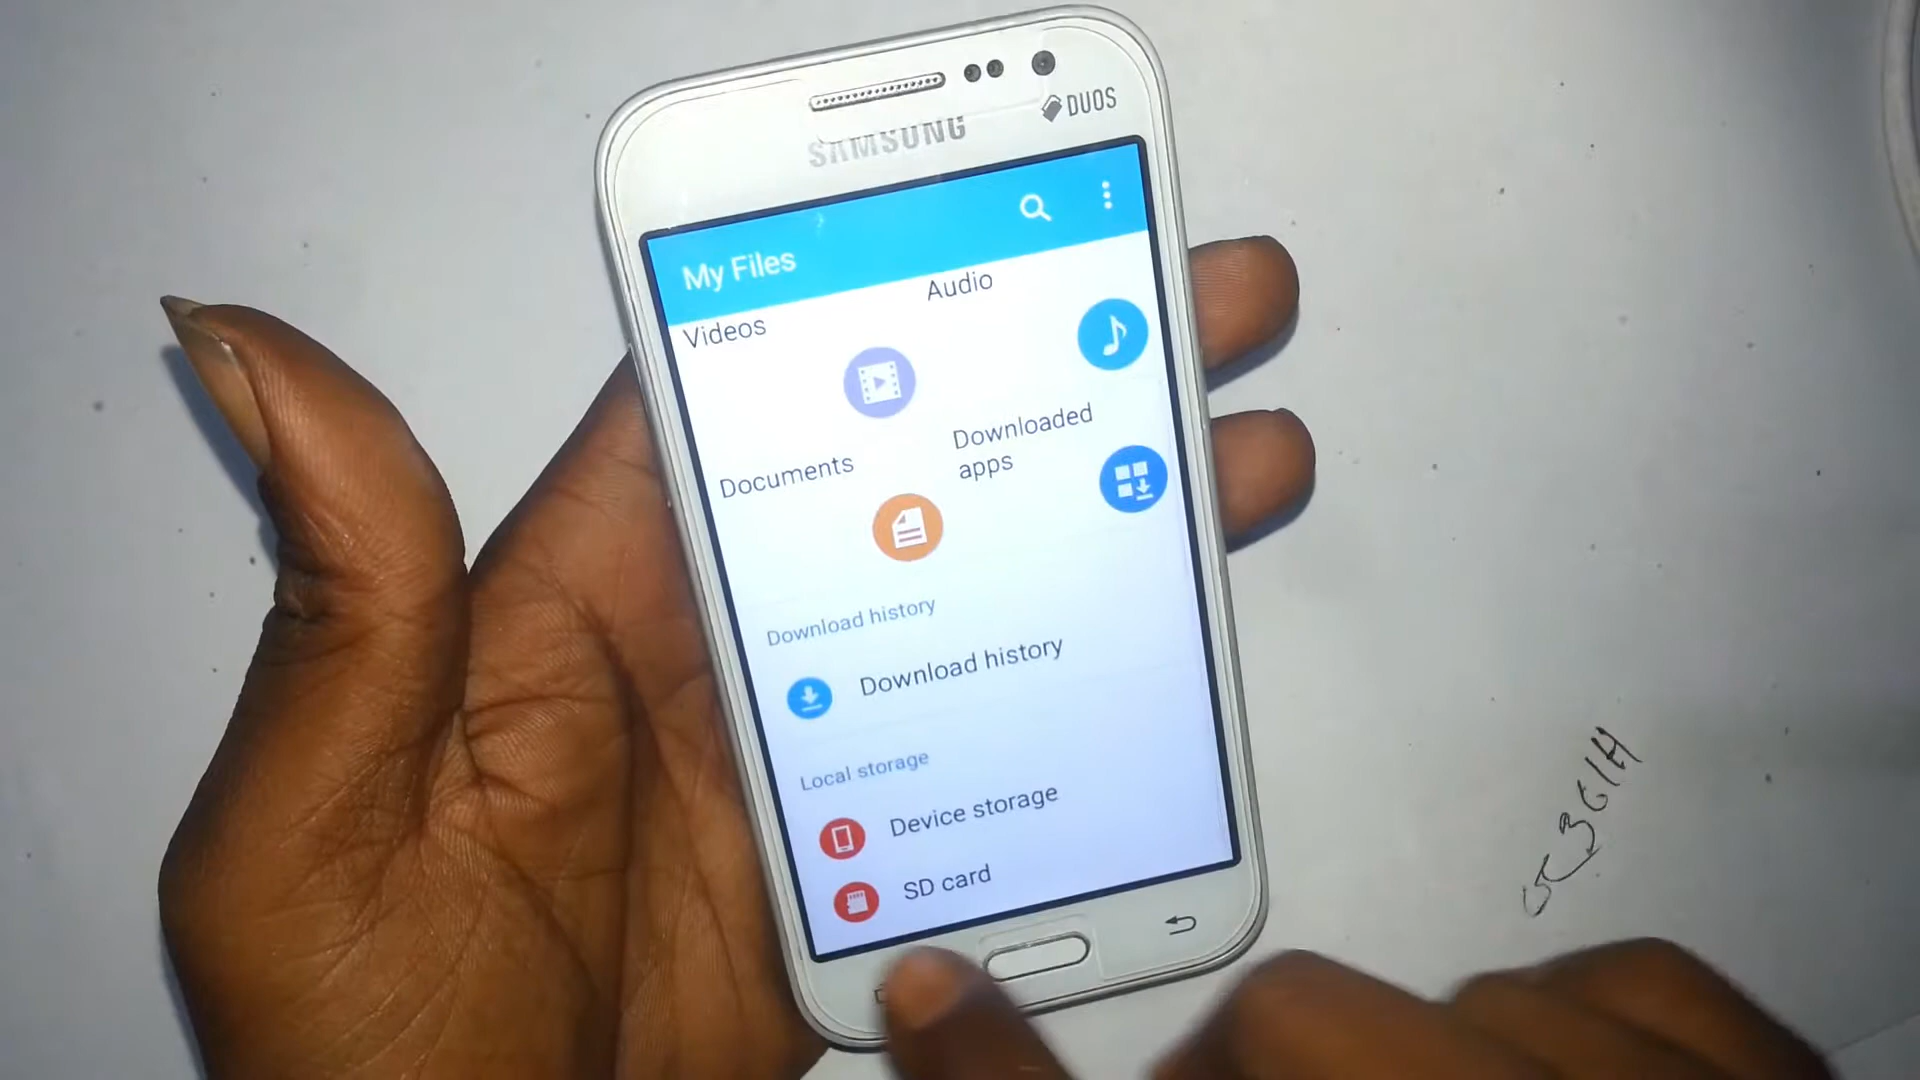 DUOS
SAMSUNG
My Files
Audio
Videos
Downloaded
apps
Documents
Download history
Download history
Local storage
Device storage
SD card